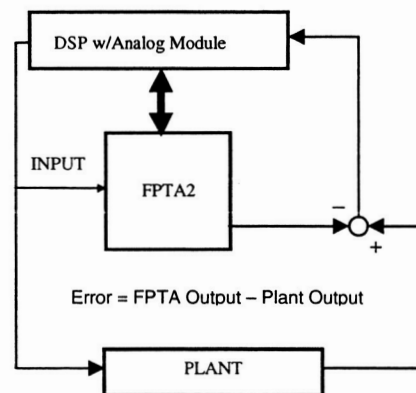 DSP w/Analog Module
INPUT
FPTA2
−
+
Error = FPTA Output – Plant Output
PLANT